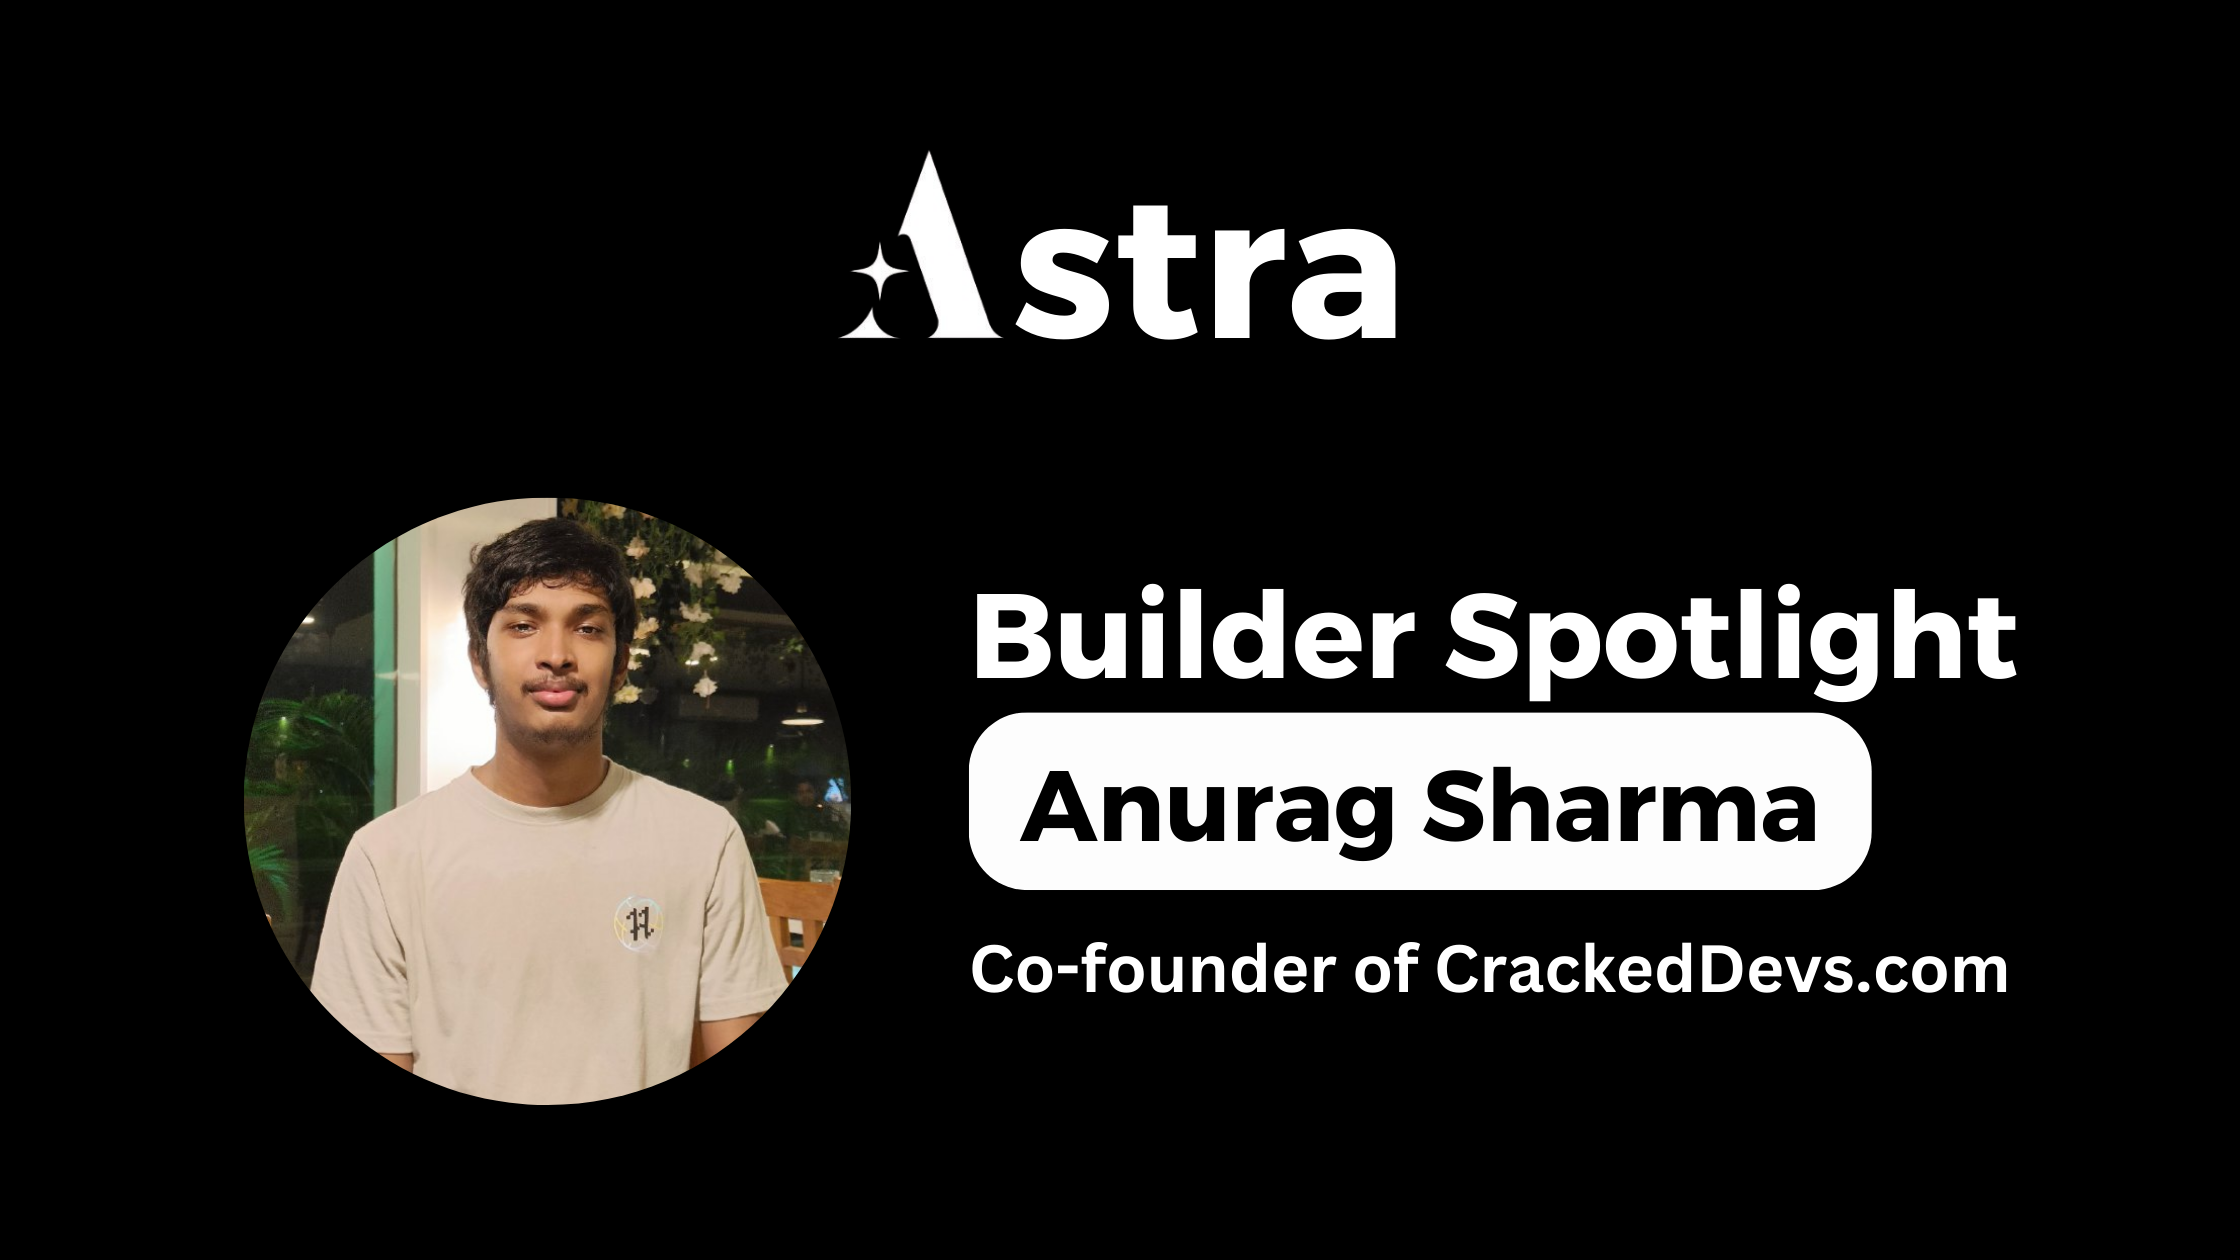 Astra
Builder Spotlight
Anurag Sharma
Co-founder of CrackedDevs.com